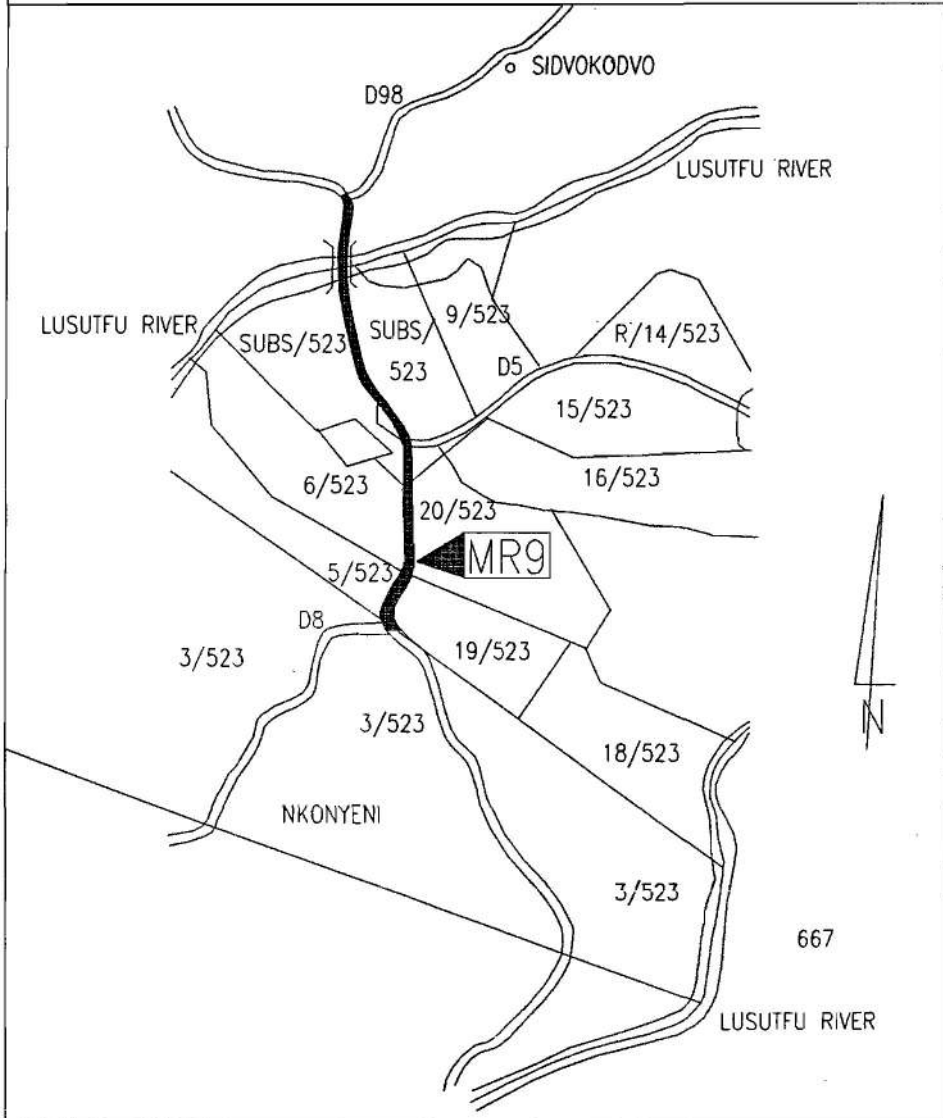 SIDVOKODVO
D98
LUSUTFU RIVER
LUSUTFU RIVER
SUBS/523
SUBS/
523
9/523
R/14/523
D5
15/523
16/523
6/523
20/523
MR9
5/523
D8
19/523
3/523
3/523
18/523
N
NKONYENI
3/523
667
LUSUTFU RIVER